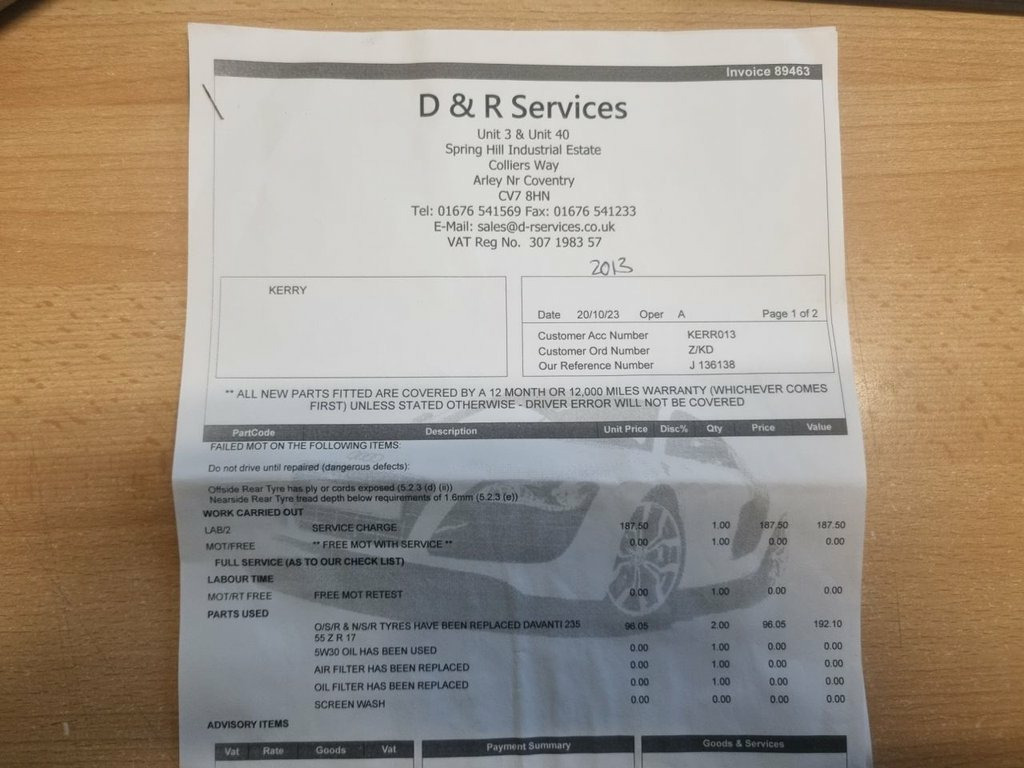 Invoice 89463
D & R Services
Unit 3 & Unit 40
Spring Hill Industrial Estate
Colliers Way
Arley Nr Coventry
CV7 8HN
Tel: 01676 541569 Fax: 01676 541233
E-Mail: sales@d-rservices.co.uk
VAT Reg No. 307 1983 57
2013
KERRY
Date 20/10/23 Oper A Page 1 of 2
Customer Acc Number KERR013
Customer Ord Number Z/KD
Our Reference Number J 136138
** ALL NEW PARTS FITTED ARE COVERED BY A 12 MONTH OR 12,000 MILES WARRANTY (WHICHEVER COMES
FIRST) UNLESS STATED OTHERWISE - DRIVER ERROR WILL NOT BE COVERED
PartCode Description Unit Price Disc% Qty Price Value
FAILED MOT ON THE FOLLOWING ITEMS:
Do not drive until repaired (dangerous defects):
Offside Rear Tyre has ply or cords exposed (5.2.3 (d) (ii))
Nearside Rear Tyre tread depth below requirements of 1.6mm (5.2.3 (e))
WORK CARRIED OUT
LAB/2 SERVICE CHARGE 187.50 1.00 187.50 187.50
MOT/FREE ** FREE MOT WITH SERVICE ** 0.00 1.00 0.00 0.00
FULL SERVICE (AS TO OUR CHECK LIST)
LABOUR TIME
MOT/RT FREE FREE MOT RETEST 0.00 1.00 0.00 0.00
PARTS USED
O/S/R & N/S/R TYRES HAVE BEEN REPLACED DAVANTI 235 96.05 2.00 96.05 192.10
55 Z R 17
5W30 OIL HAS BEEN USED 0.00 1.00 0.00 0.00
AIR FILTER HAS BEEN REPLACED 0.00 1.00 0.00 0.00
OIL FILTER HAS BEEN REPLACED 0.00 1.00 0.00 0.00
SCREEN WASH 0.00 1.00 0.00 0.00
ADVISORY ITEMS
Vat Rate Goods Vat Payment Summary Goods & Services